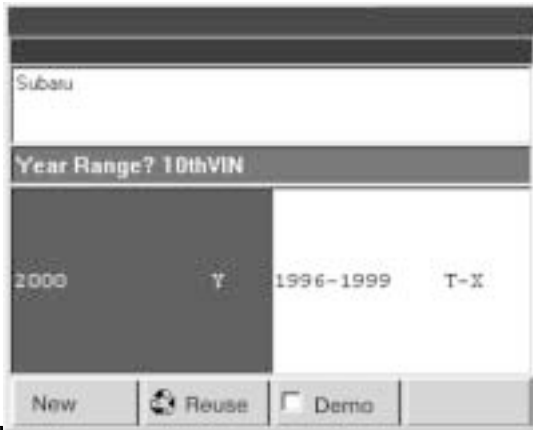 Subaru
Year Range? 10thVIN
2000 Y 1996-1999 T-X
New Reuse Demo